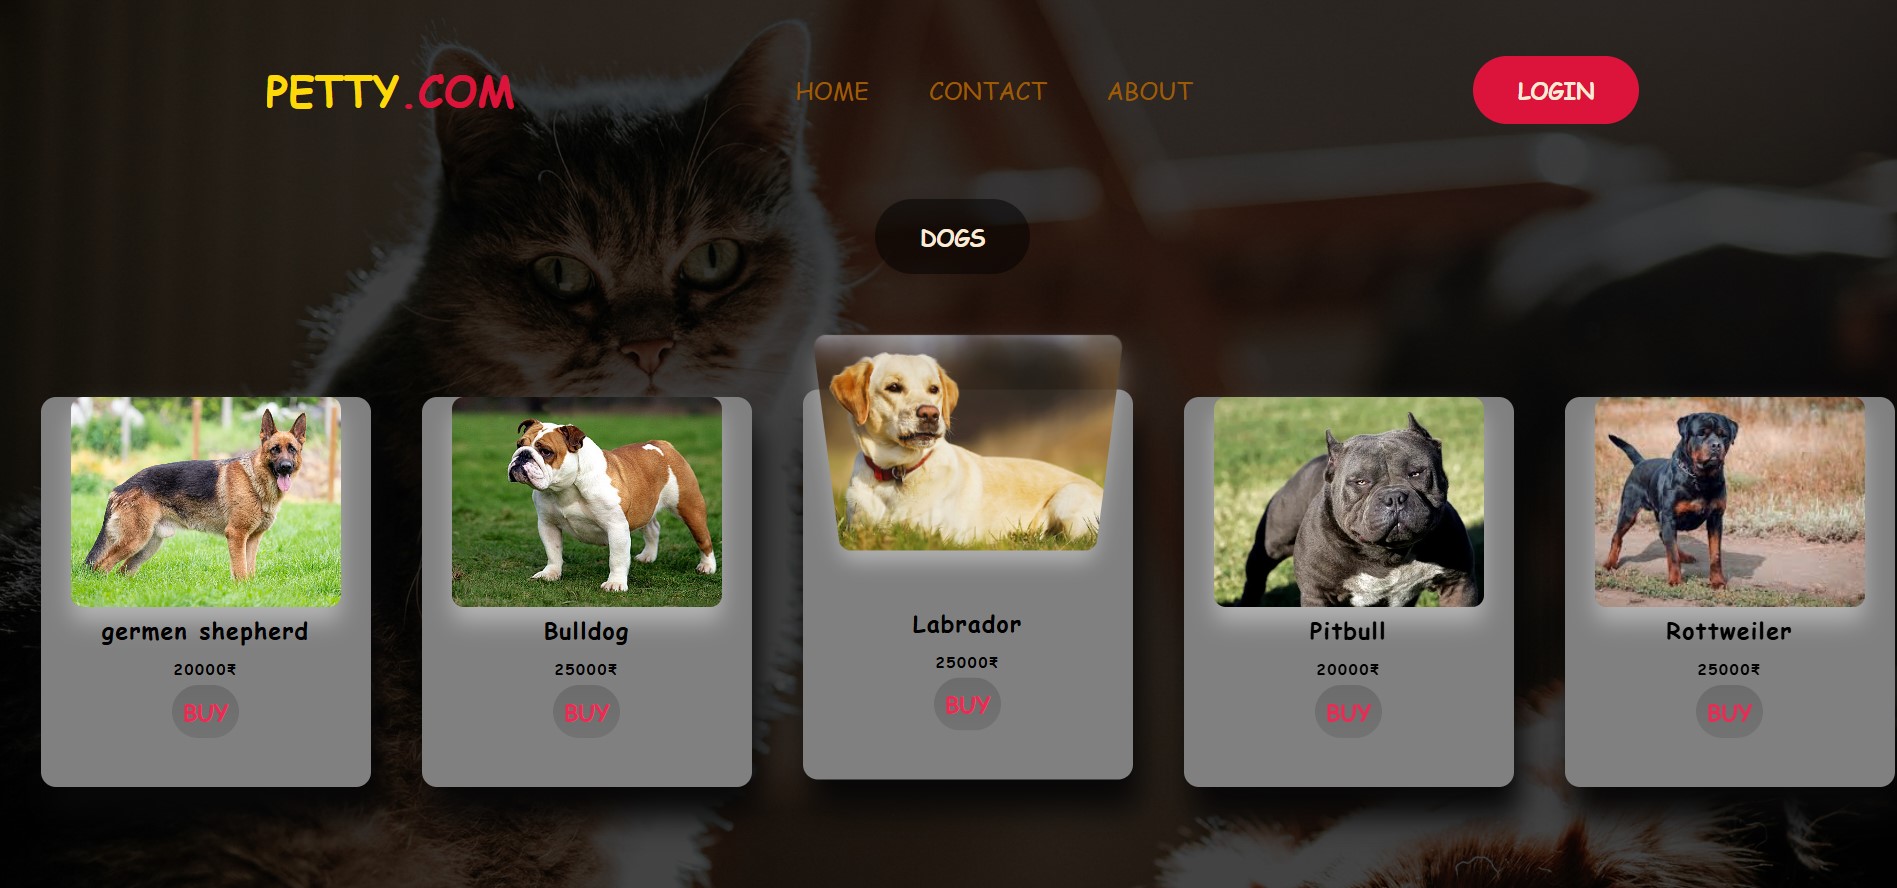 PETTY.COM HOME CONTACT ABOUT LOGIN
DOGS
germen shepherd
20000₹
BUY
Bulldog
25000₹
BUY
Labrador
25000₹
BUY
Pitbull
20000₹
BUY
Rottweiler
25000₹
BUY